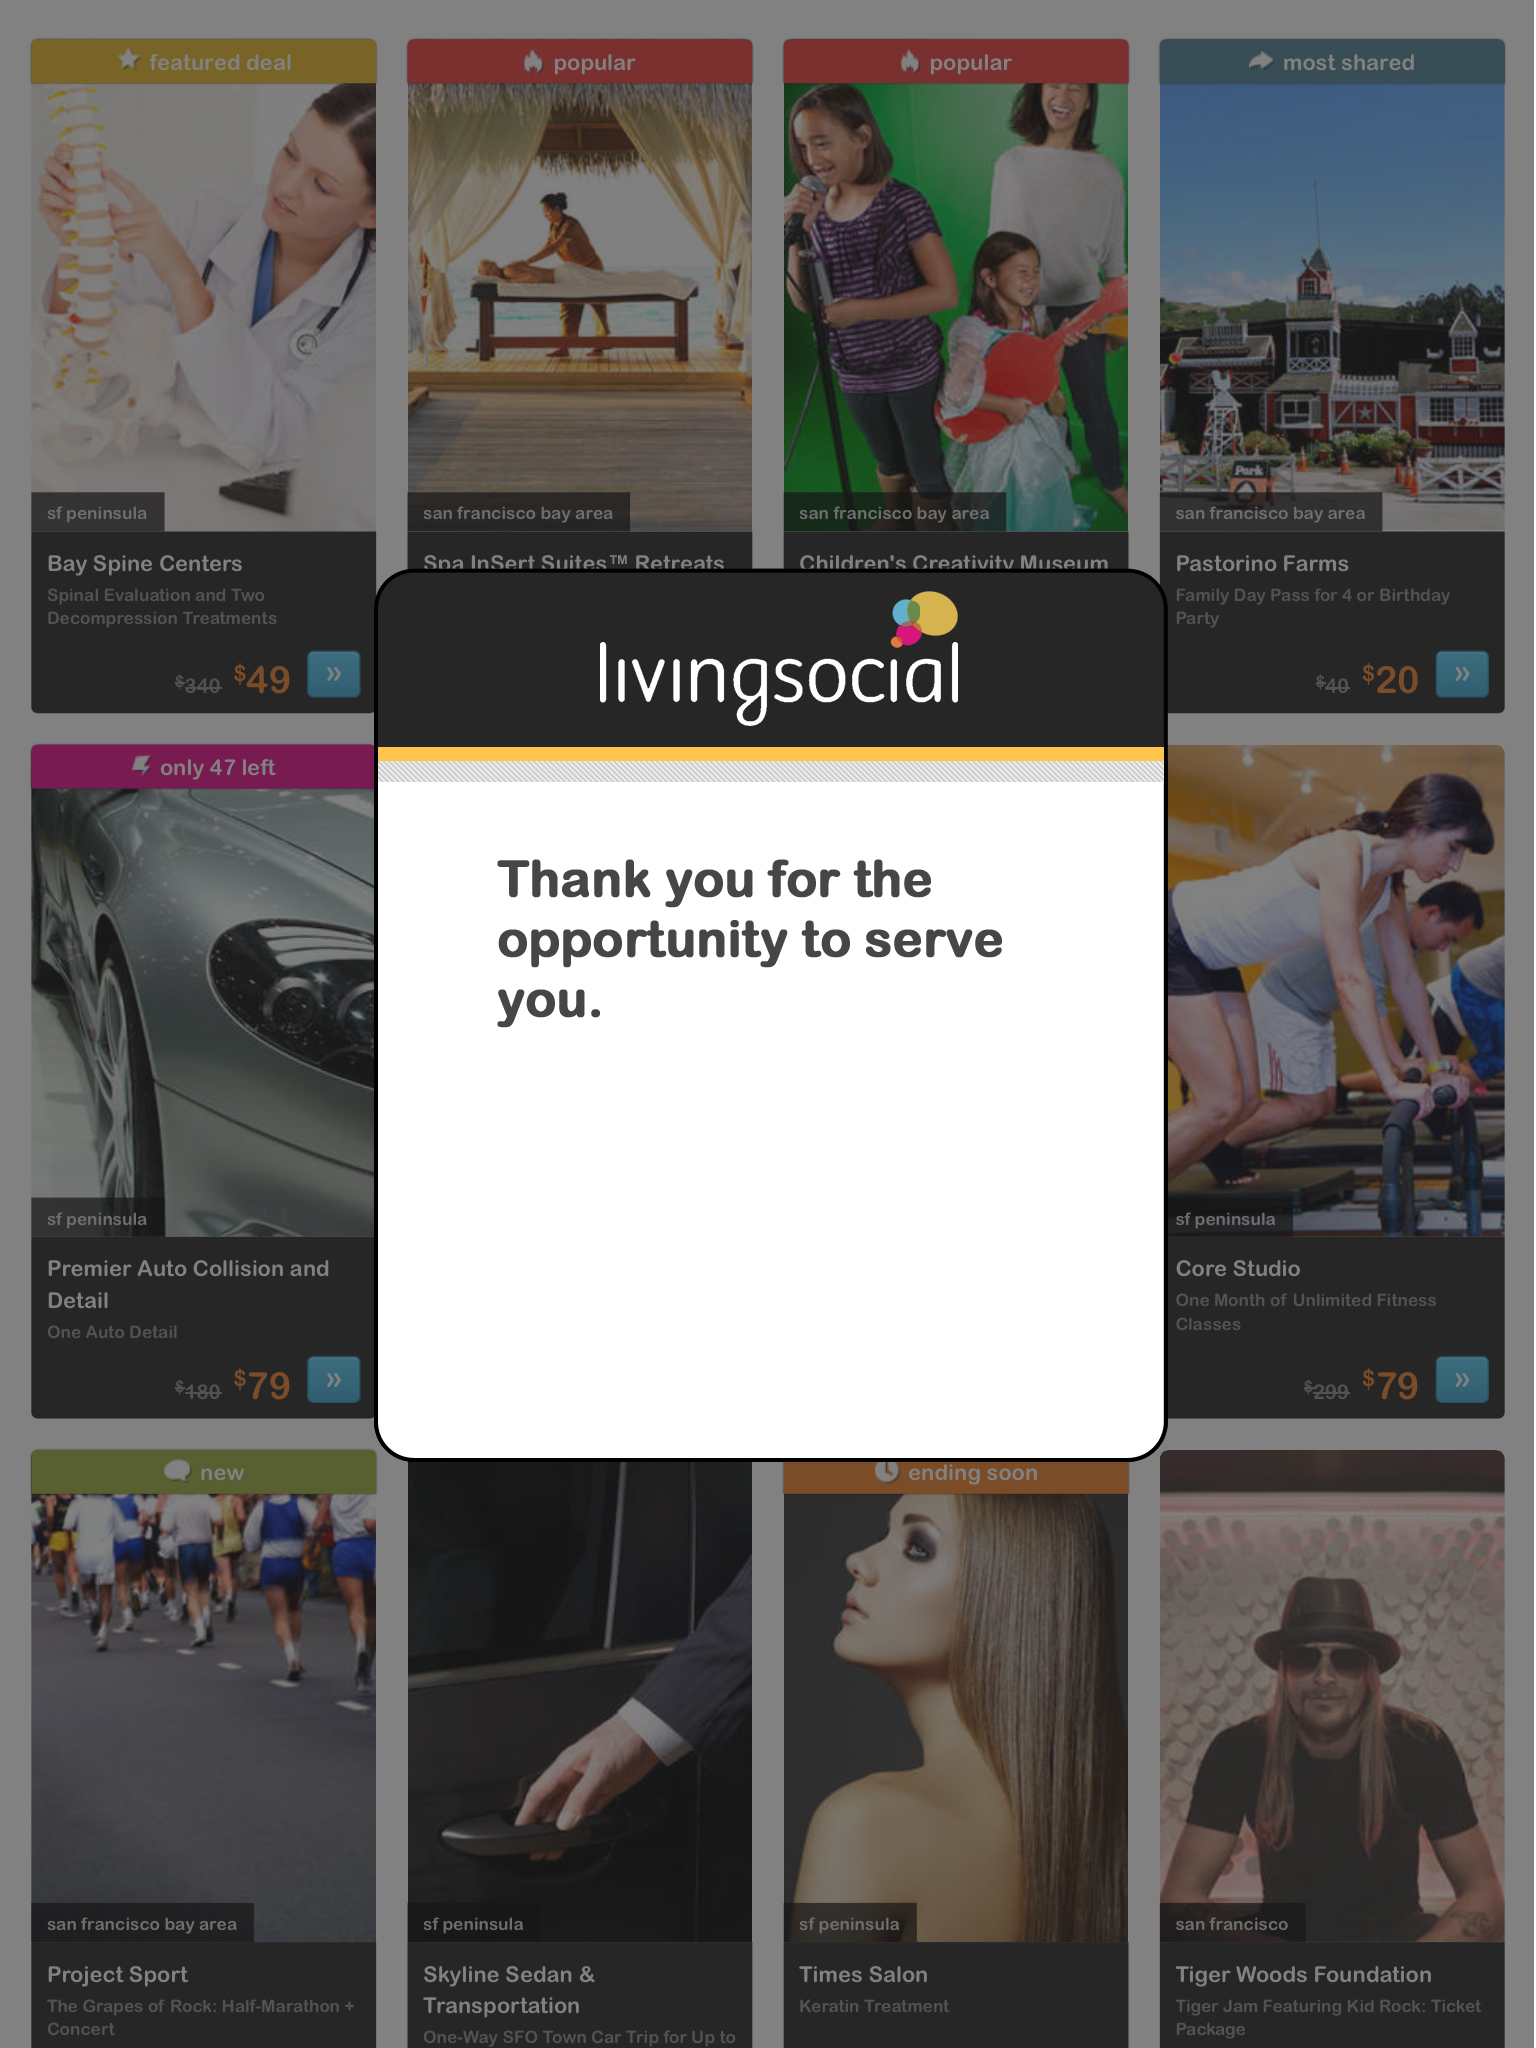 featured deal
popular
popular
most shared
Park
sf peninsula
san francisco bay area
san francisco bay area
san francisco bay area
Bay Spine Centers
Spinal Evaluation and Two
Decompression Treatments
$340 $49 »
Spa InSert Suites™ Retreats
Children's Creativity Museum
Pastorino Farms
Family Day Pass for 4 or Birthday
Party
$40 $20 »
livingsocial
Thank you for the
opportunity to serve
you.
only 47 left
sf peninsula
Premier Auto Collision and
Detail
One Auto Detail
$180 $79 »
sf peninsula
Core Studio
One Month of Unlimited Fitness
Classes
$299 $79 »
new
ending soon
san francisco bay area
Project Sport
The Grapes of Rock: Half-Marathon +
Concert
sf peninsula
Skyline Sedan &
Transportation
One-Way SFO Town Car Trip for Up to
sf peninsula
Times Salon
Keratin Treatment
san francisco
Tiger Woods Foundation
Tiger Jam Featuring Kid Rock: Ticket
Package